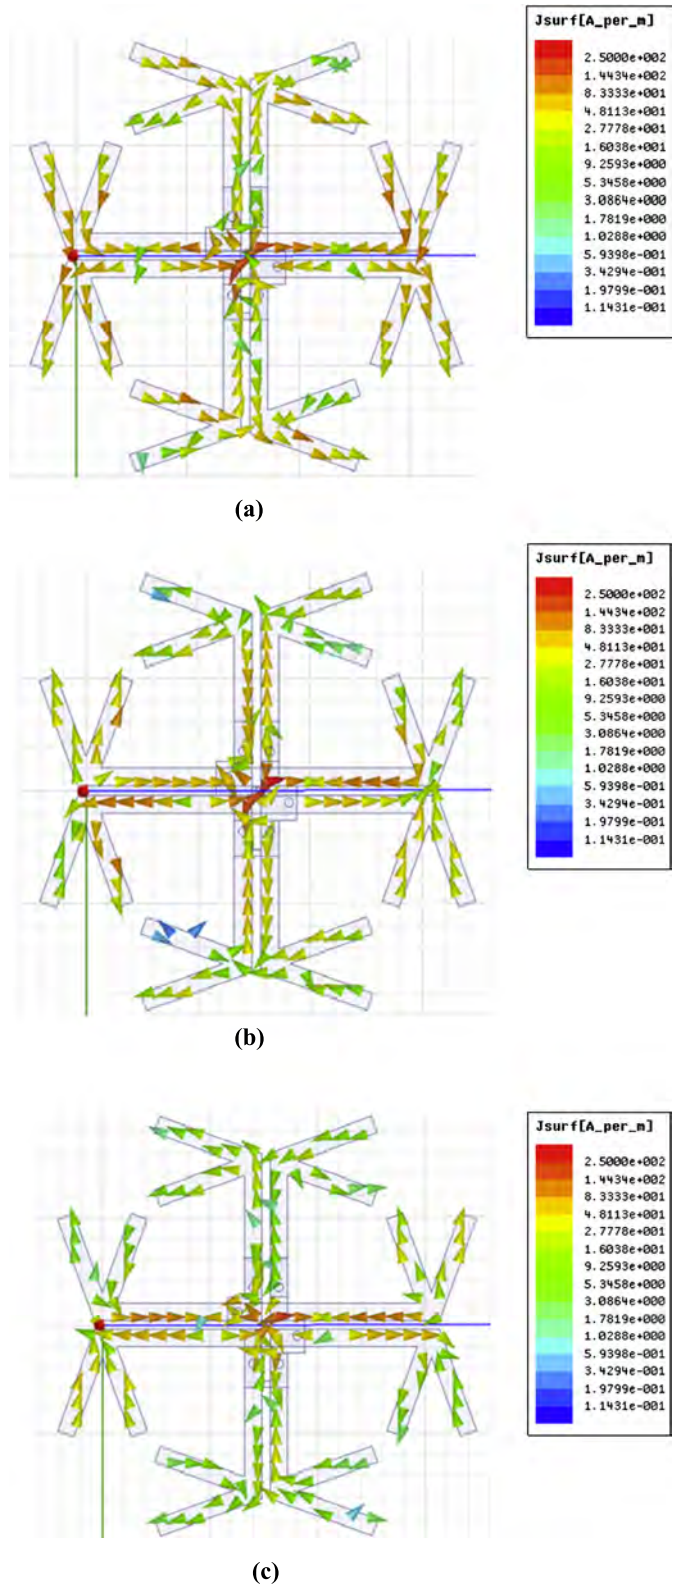 Jsurf[A_per_m]
2.5000e+002
1.4434e+002
8.3333e+001
4.8113e+001
2.7778e+001
1.6038e+001
9.2593e+000
5.3458e+000
3.0864e+000
1.7819e+000
1.0288e+000
5.9398e-001
3.4294e-001
1.9799e-001
1.1431e-001
(a)
Jsurf[A_per_m]
2.5000e+002
1.4434e+002
8.3333e+001
4.8113e+001
2.7778e+001
1.6038e+001
9.2593e+000
5.3458e+000
3.0864e+000
1.7819e+000
1.0288e+000
5.9398e-001
3.4294e-001
1.9799e-001
1.1431e-001
(b)
Jsurf[A_per_m]
2.5000e+002
1.4434e+002
8.3333e+001
4.8113e+001
2.7778e+001
1.6038e+001
9.2593e+000
5.3458e+000
3.0864e+000
1.7819e+000
1.0288e+000
5.9398e-001
3.4294e-001
1.9799e-001
1.1431e-001
(c)